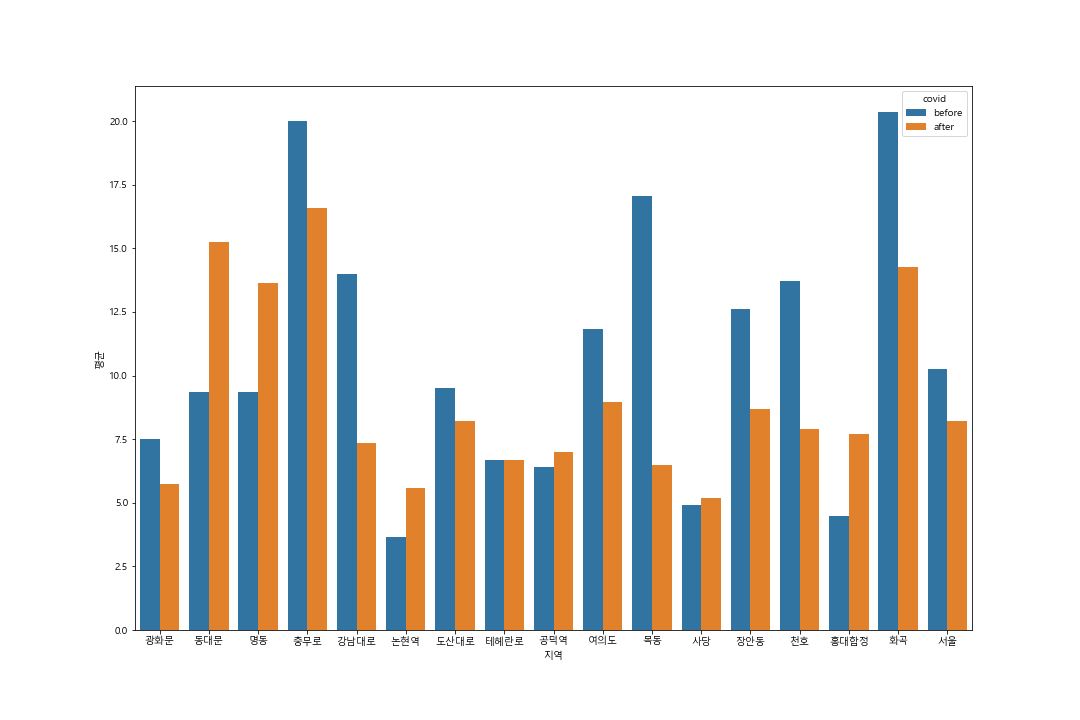 covid
before
after
20.0
17.5
15.0
12.5
10.0
7.5
5.0
2.5
0.0
평균
광화문 동대문 명동 충무로 강남대로 논현역 도산대로 테헤란로 공덕역 여의도 목동 사당 장안동 천호 홍대합정 화곡 서울
지역